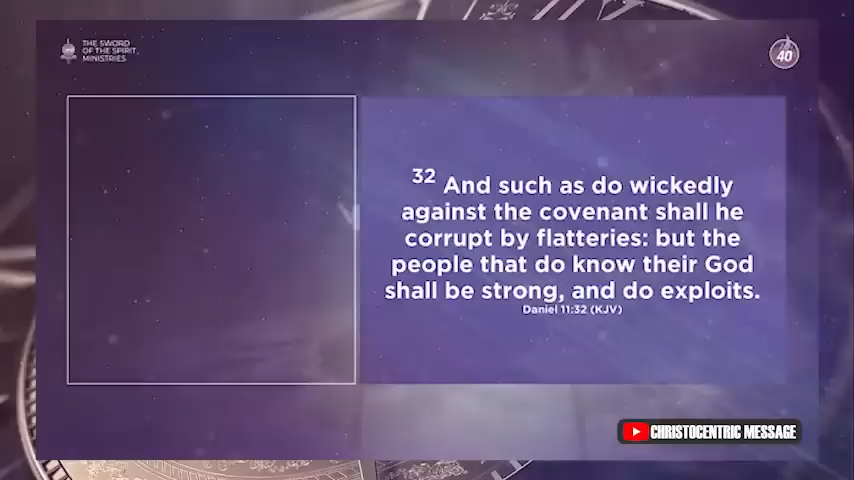 THE SWORD
OF THE SPIRIT
MINISTRIES
40
32 And such as do wickedly
against the covenant shall he
corrupt by flatteries: but the
people that do know their God
shall be strong, and do exploits.
Daniel 11:32 (KJV)
CHRISTOCENTRIC MESSAGE